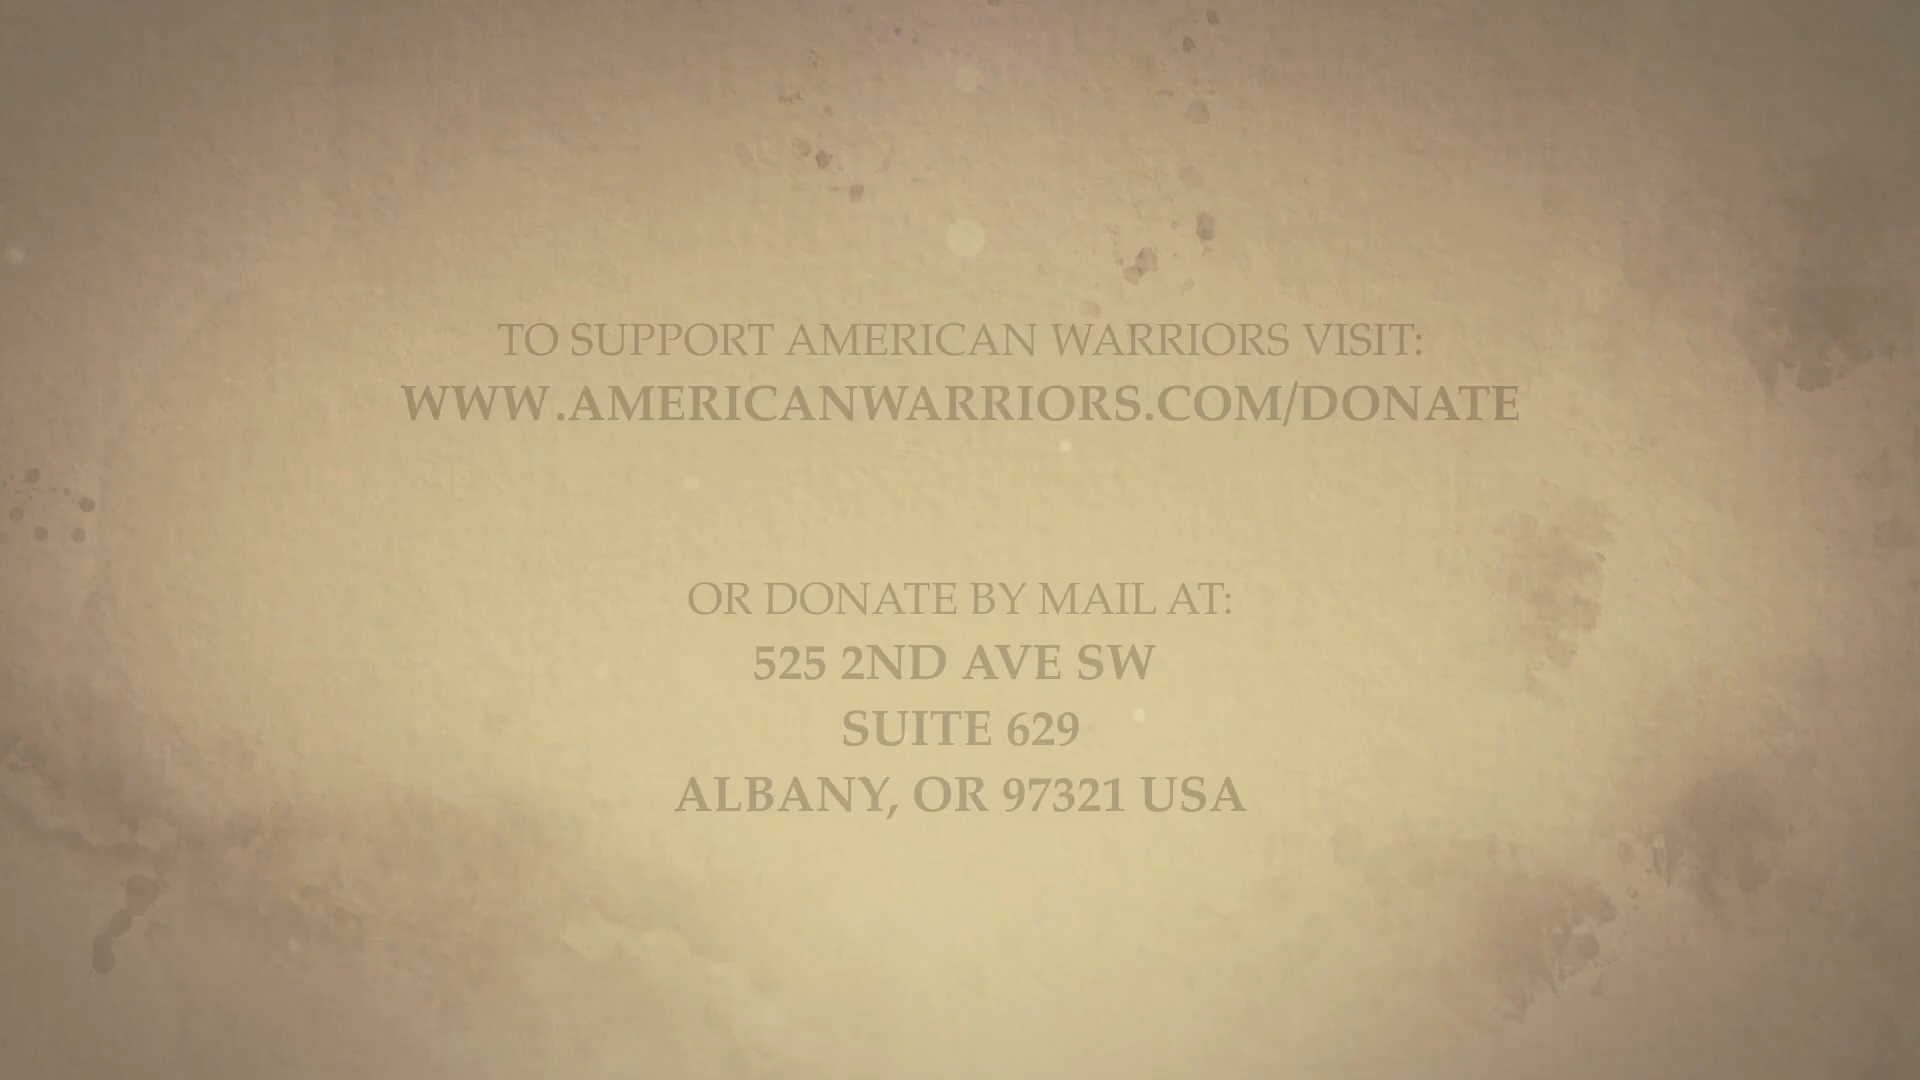 TO SUPPORT AMERICAN WARRIORS VISIT:
WWW.AMERICANWARRIORS.COM/DONATE
OR DONATE BY MAIL AT:
525 2ND AVE SW
SUITE 629
ALBANY, OR 97321 USA